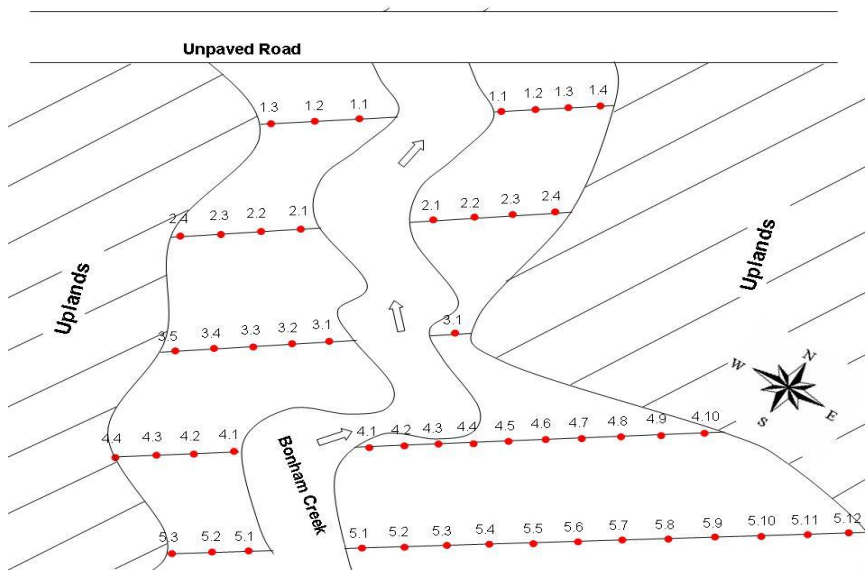 Unpaved Road
1.3 1.2 1.1 1.1 1.2 1.3 1.4
2.4 2.3 2.2 2.1 2.1 2.2 2.3 2.4
Uplands
Uplands
3.5 3.4 3.3 3.2 3.1 3.1
N
W
E
S
4.4 4.3 4.2 4.1 4.1 4.2 4.3 4.4 4.5 4.6 4.7 4.8 4.9 4.10
Bonham Creek
5.3 5.2 5.1 5.1 5.2 5.3 5.4 5.5 5.6 5.7 5.8 5.9 5.10 5.11 5.12